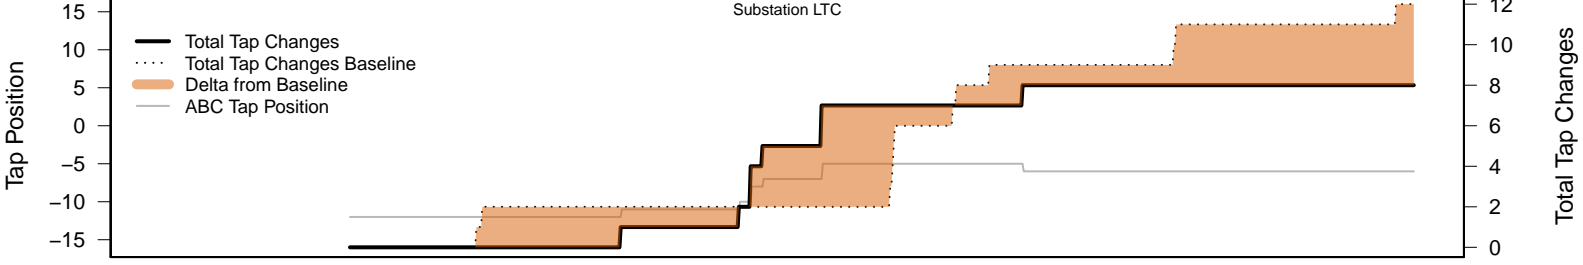 Substation LTC
Total Tap Changes
Total Tap Changes Baseline
Delta from Baseline
ABC Tap Position
Tap Position
15
10
5
0
−5
−10
−15
12
10
8
6
4
2
0
Total Tap Changes